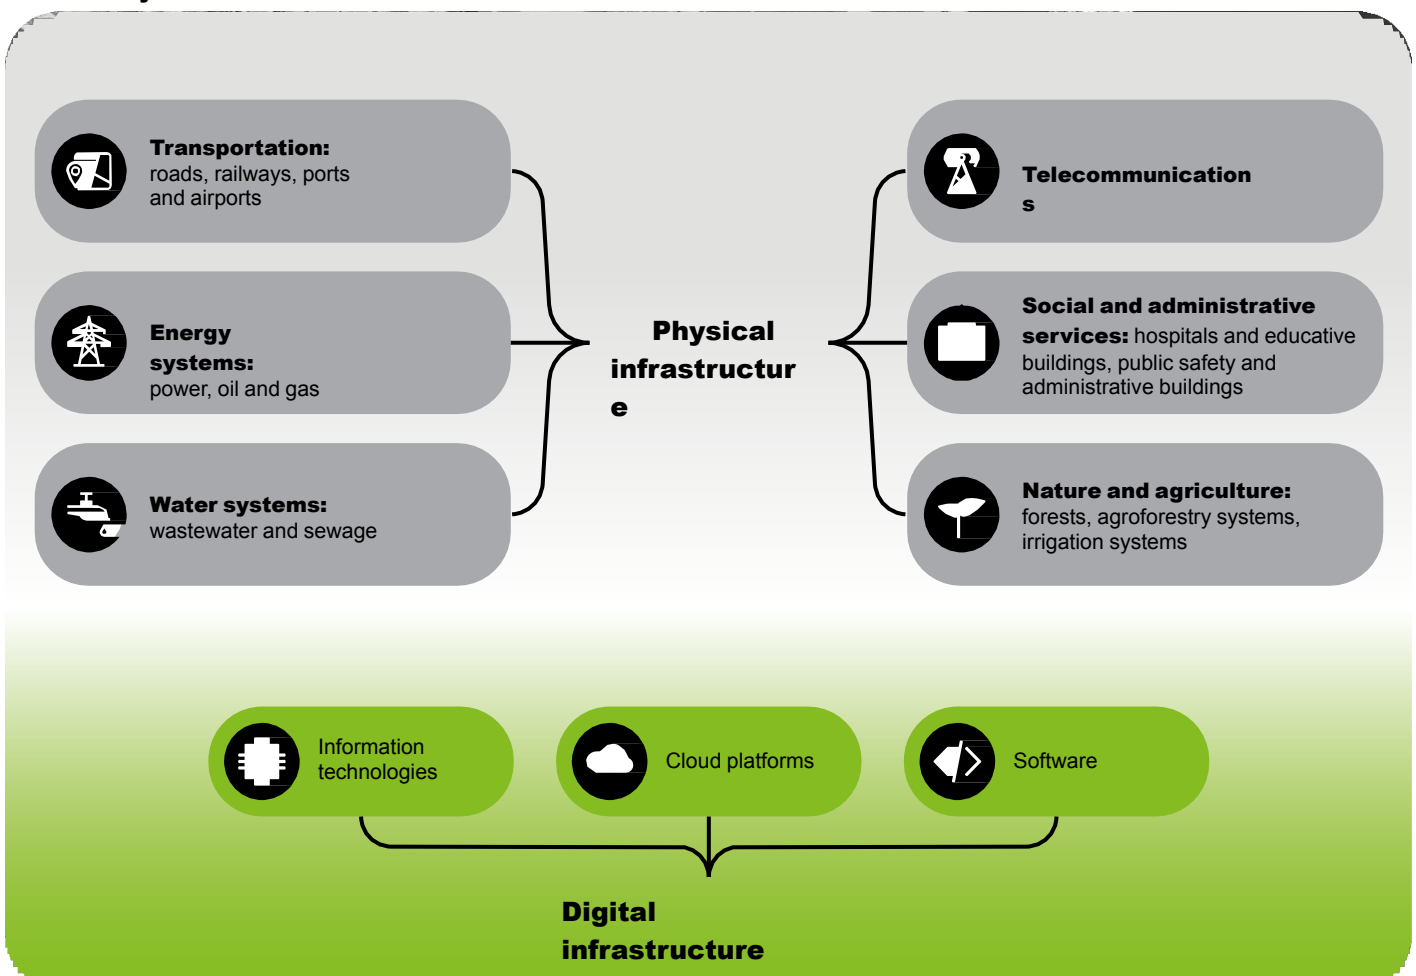 Transportation:
roads, railways, ports
and airports
Energy
systems:
power, oil and gas
Water systems:
wastewater and sewage
Physical
infrastructur
e
Telecommunication
s
Social and administrative
services: hospitals and educative
buildings, public safety and
administrative buildings
Nature and agriculture:
forests, agroforestry systems,
irrigation systems
Information
technologies
Cloud platforms
Software
Digital
infrastructure